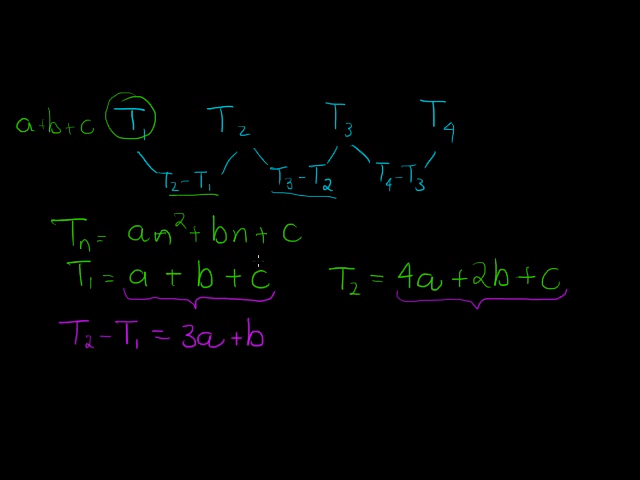 a+b+c T₁ T₂ T₃ T₄
T₂-T₁ T₃-T₂ T₄-T₃
Tₙ= an²+bn+c
T₁= a+b+c T₂ = 4a+2b+c
T₂-T₁ = 3a+b